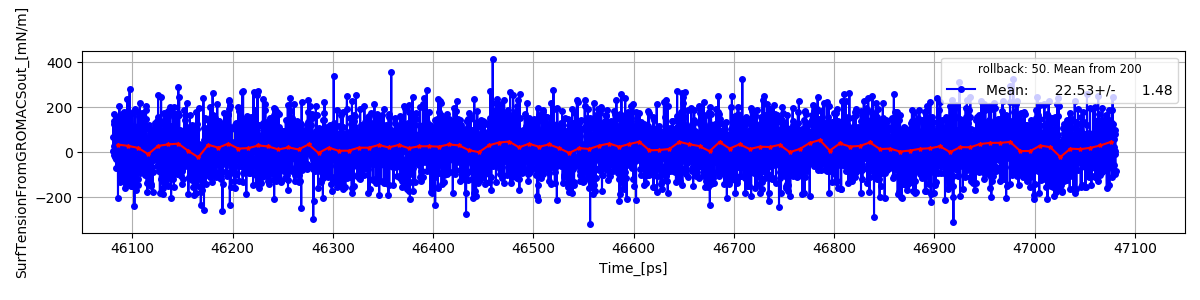 SurfTensionFromGROMACSout_[mN/m]
400
200
0
−200
rollback: 50. Mean from 200
Mean: 22.53+/- 1.48
46100 46200 46300 46400 46500 46600 46700 46800 46900 47000 47100
Time_[ps]